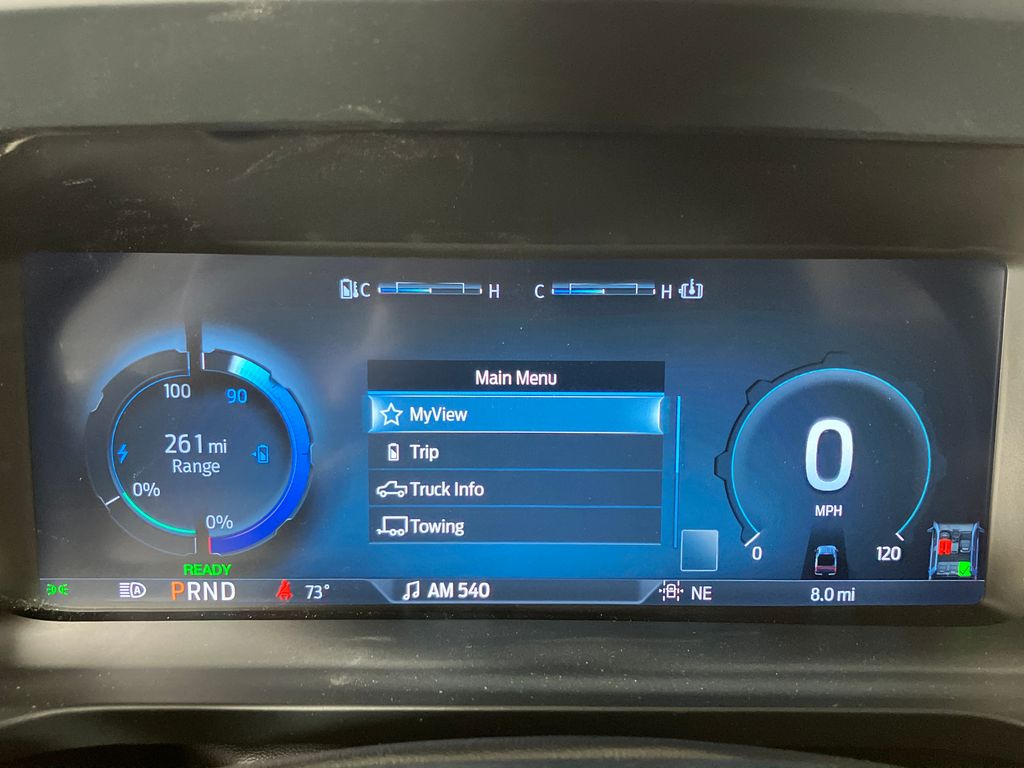 C H C H
Main Menu
MyView
Trip
Truck Info
Towing
100 90
261 mi
Range
0%
0%
READY
0
MPH
0 120
A
PRND
73°
AM 540
NE
8.0 mi